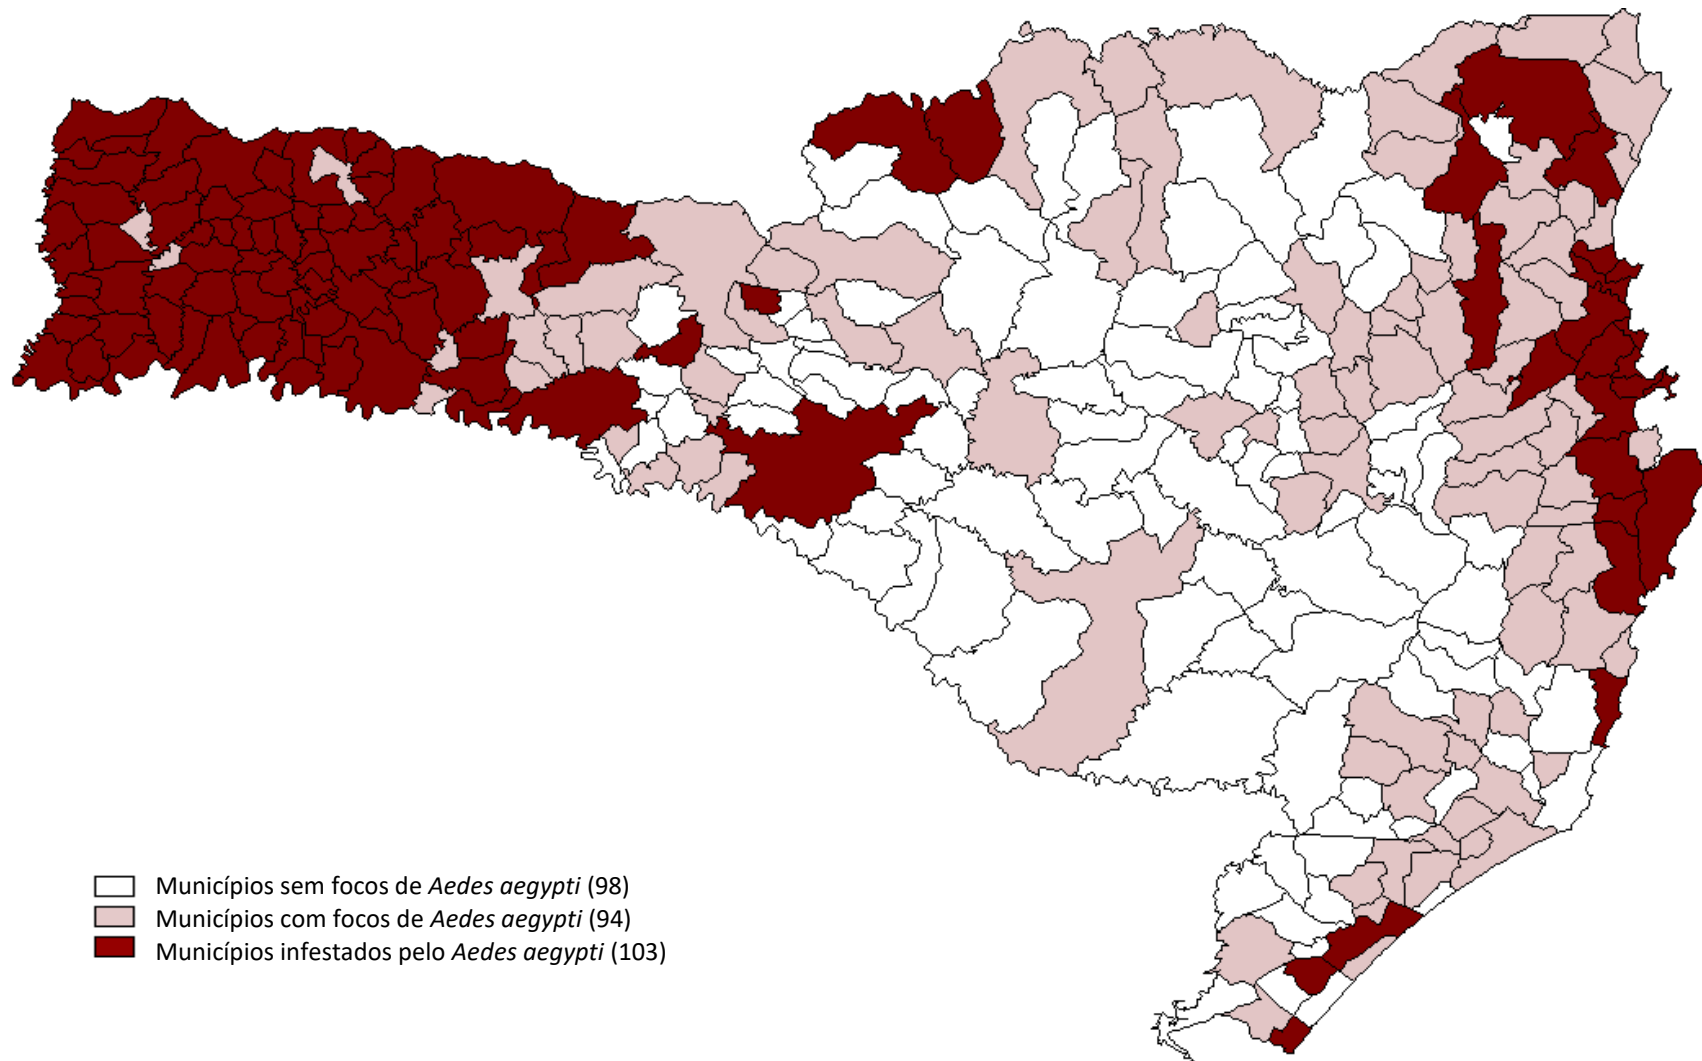 Municípios sem focos de Aedes aegypti (98)
Municípios com focos de Aedes aegypti (94)
Municípios infestados pelo Aedes aegypti (103)